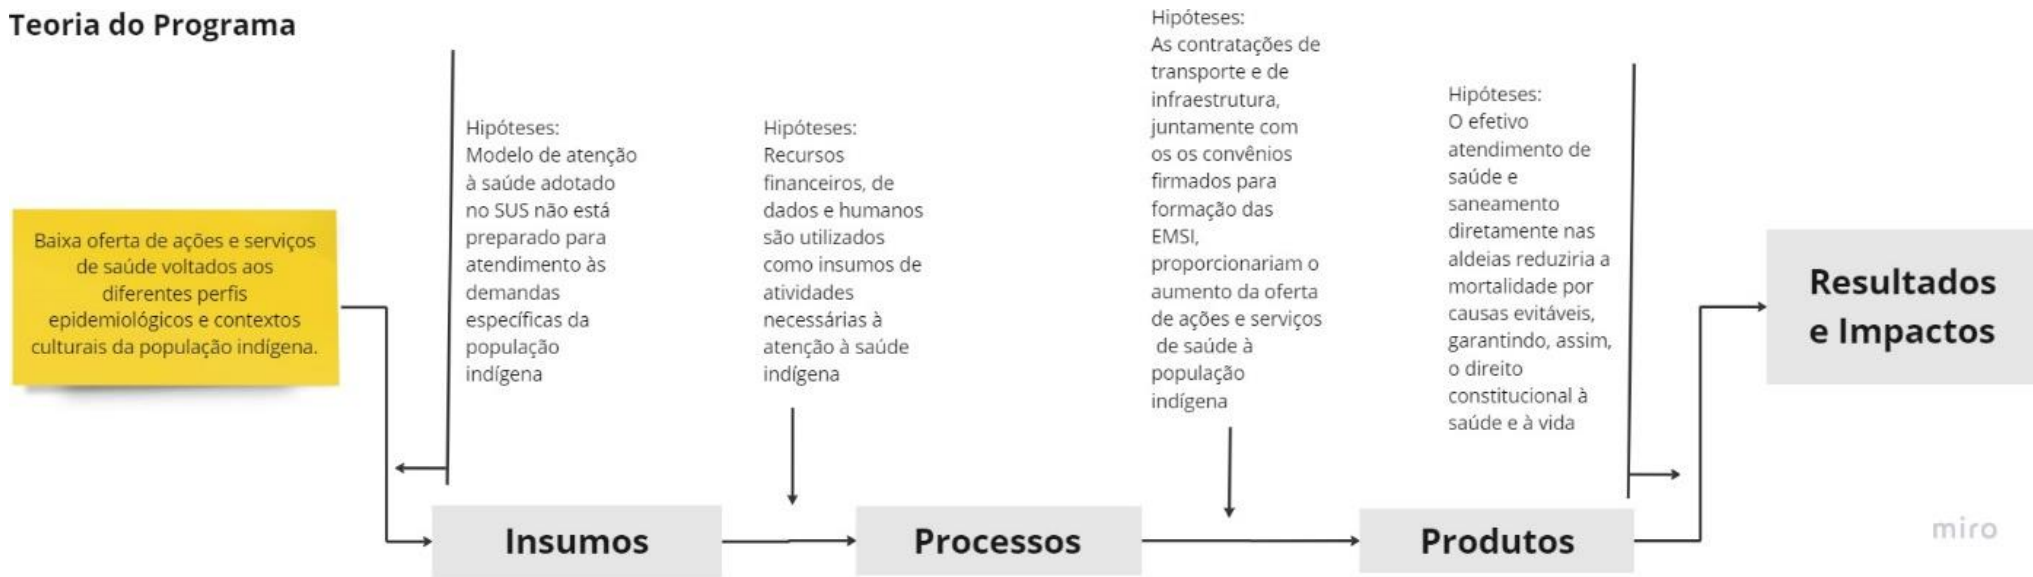 Teoria do Programa
Baixa oferta de ações e serviços
de saúde voltados aos
diferentes perfis
epidemiológicos e contextos
culturais da população indígena.
Hipóteses:
Modelo de atenção
à saúde adotado
no SUS não está
preparado para
atendimento às
demandas
específicas da
população
indígena
Hipóteses:
Recursos
financeiros, de
dados e humanos
são utilizados
como insumos de
atividades
necessárias à
atenção à saúde
indígena
Hipóteses:
As contratações de
transporte e de
infraestrutura,
juntamente com
os os convênios
firmados para
formação das
EMSI,
proporcionariam o
aumento da oferta
de ações e serviços
de saúde à
população
indígena
Hipóteses:
O efetivo
atendimento de
saúde e
saneamento
diretamente nas
aldeias reduziria a
mortalidade por
causas evitáveis,
garantindo, assim,
o direito
constitucional à
saúde e à vida
Insumos
Processos
Produtos
Resultados
e Impactos
miro